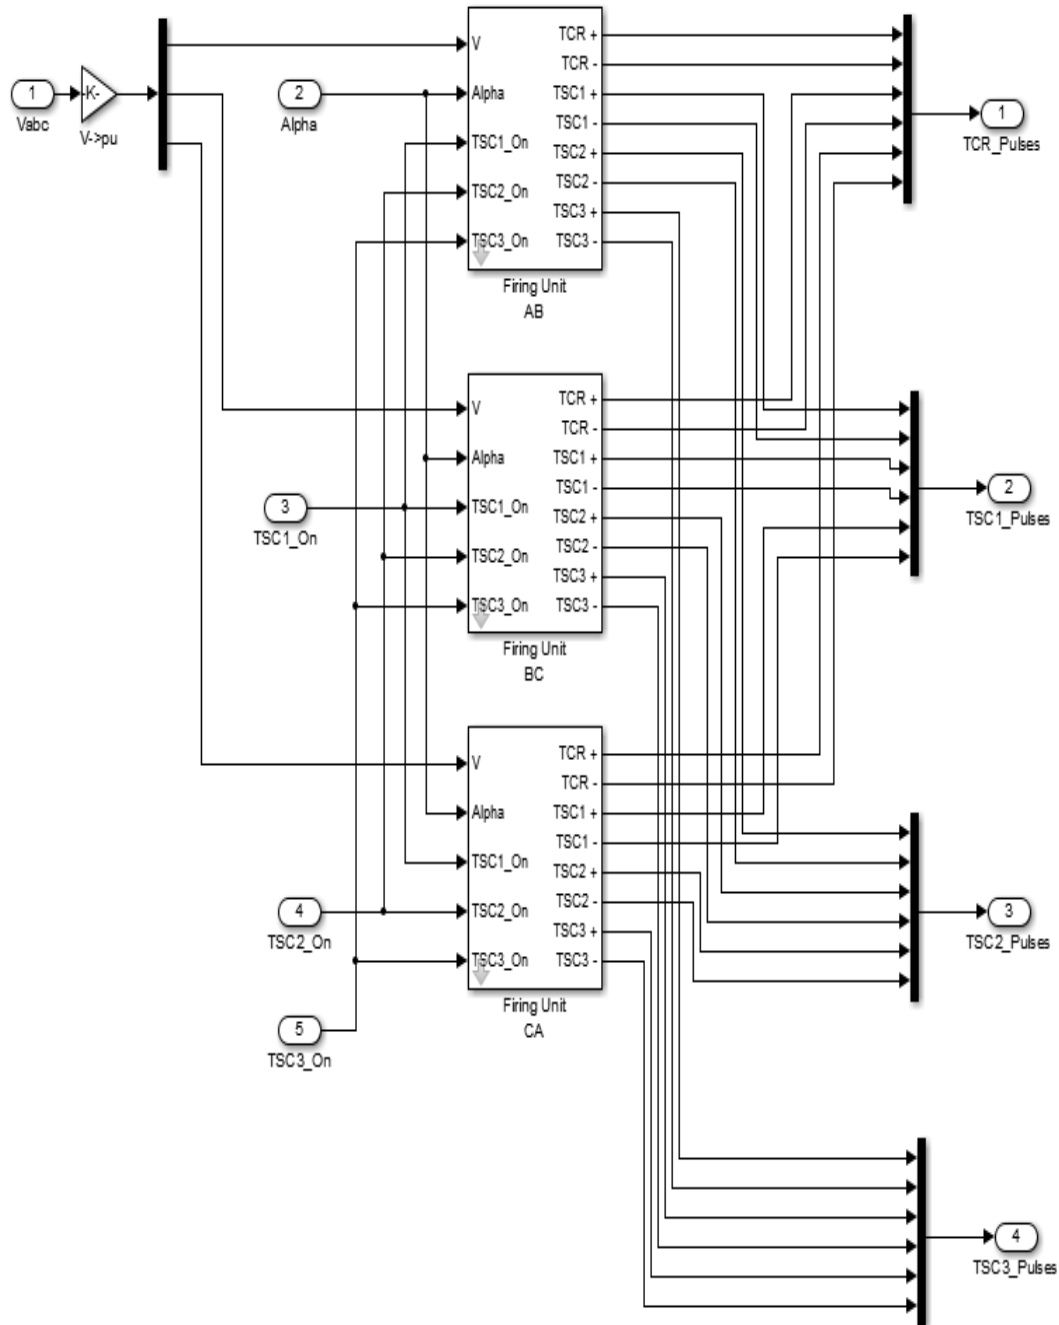 1
Vabc
-K-
V->pu
2
Alpha
V
Alpha
TSC1_On
TSC2_On
TSC3_On
TCR +
TCR -
TSC1 +
TSC1 -
TSC2 +
TSC2 -
TSC3 +
TSC3 -
Firing Unit
AB
1
TCR_Pulses
3
TSC1_On
V
Alpha
TSC1_On
TSC2_On
TSC3_On
TCR +
TCR -
TSC1 +
TSC1 -
TSC2 +
TSC2 -
TSC3 +
TSC3 -
Firing Unit
BC
2
TSC1_Pulses
4
TSC2_On
5
TSC3_On
V
Alpha
TSC1_On
TSC2_On
TSC3_On
TCR +
TCR -
TSC1 +
TSC1 -
TSC2 +
TSC2 -
TSC3 +
TSC3 -
Firing Unit
CA
3
TSC2_Pulses
4
TSC3_Pulses